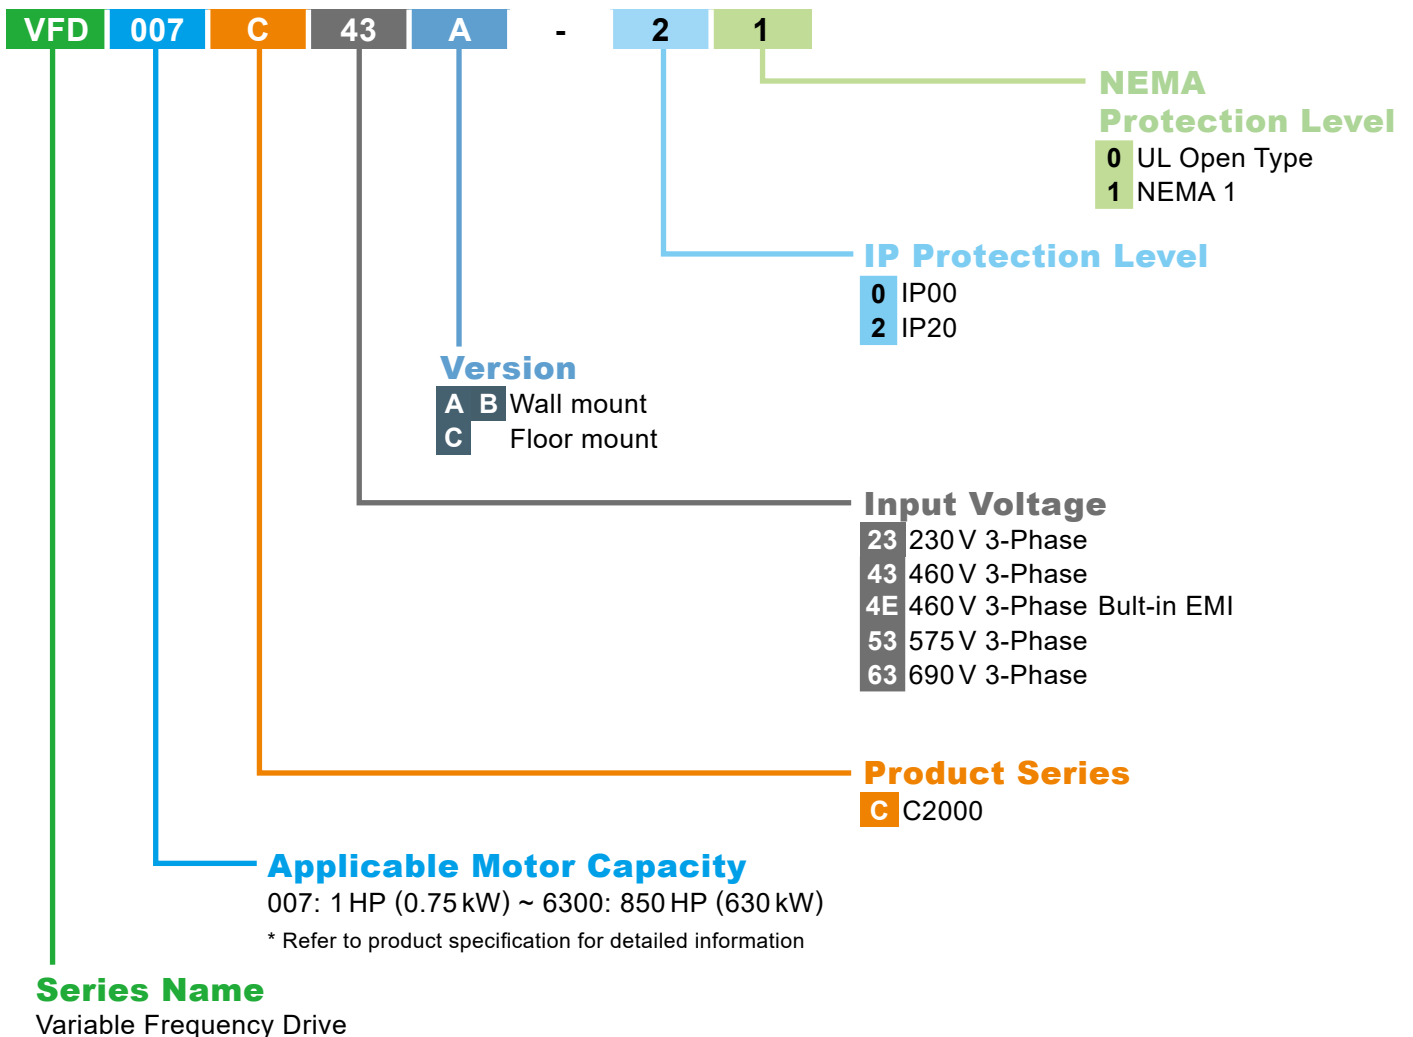 VFD 007 C 43 A - 2 1
NEMA
Protection Level
0 UL Open Type
1 NEMA 1
IP Protection Level
0 IP00
2 IP20
Version
A B Wall mount
C Floor mount
Input Voltage
23 230 V 3-Phase
43 460 V 3-Phase
4E 460 V 3-Phase Bult-in EMI
53 575 V 3-Phase
63 690 V 3-Phase
Product Series
C C2000
Applicable Motor Capacity
007: 1 HP (0.75 kW) ~ 6300: 850 HP (630 kW)
* Refer to product specification for detailed information
Series Name
Variable Frequency Drive